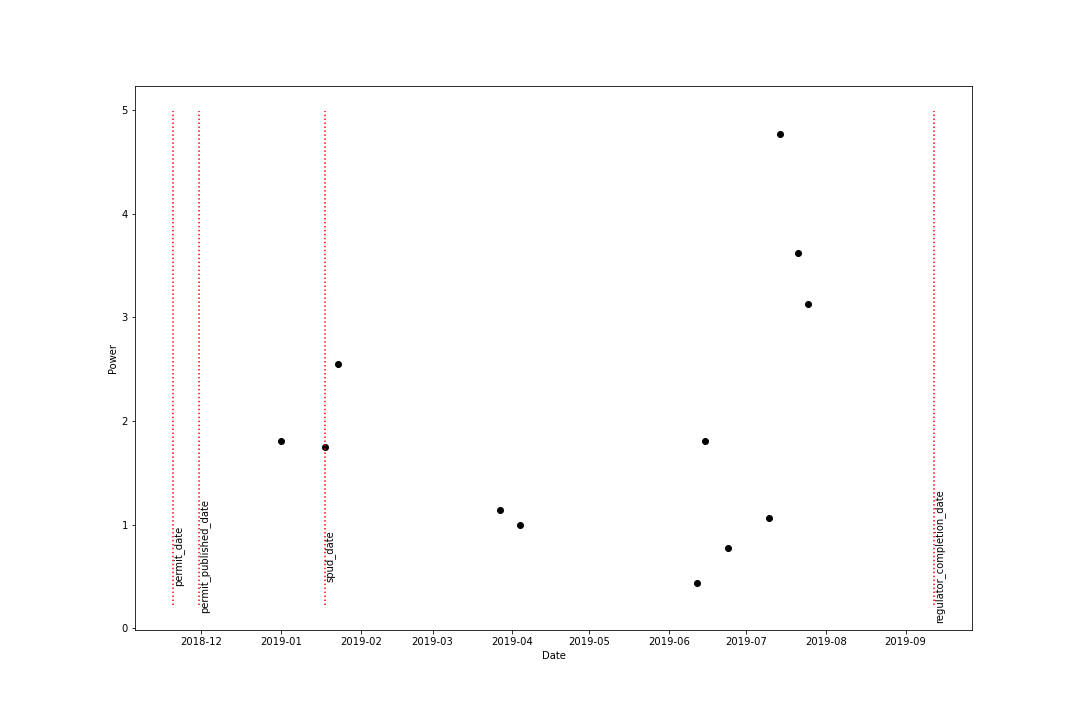 5
4
3
2
1
0
Power
permit_date
permit_published_date
spud_date
regulator_completion_date
2018-12 2019-01 2019-02 2019-03 2019-04 2019-05 2019-06 2019-07 2019-08 2019-09
Date